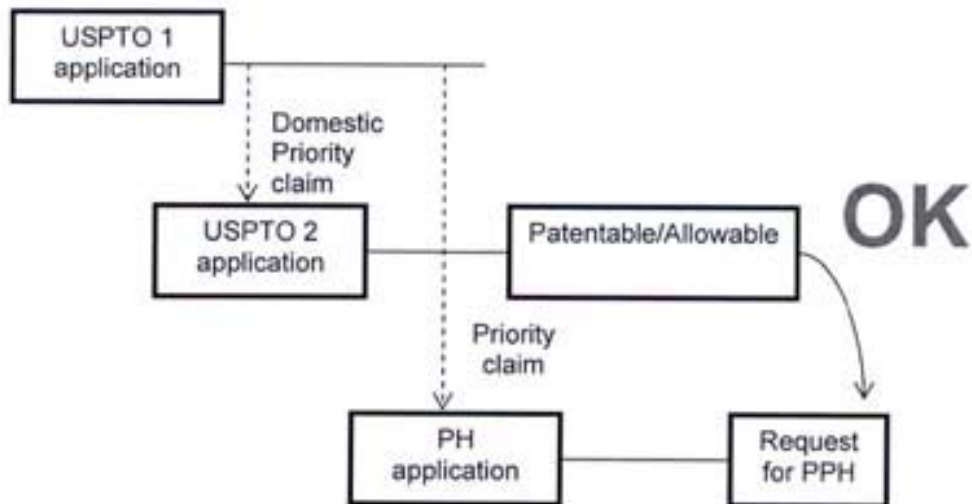 USPTO 1
application
Domestic
Priority
claim
USPTO 2
application
Patentable/Allowable
OK
Priority
claim
PH
application
Request
for PPH